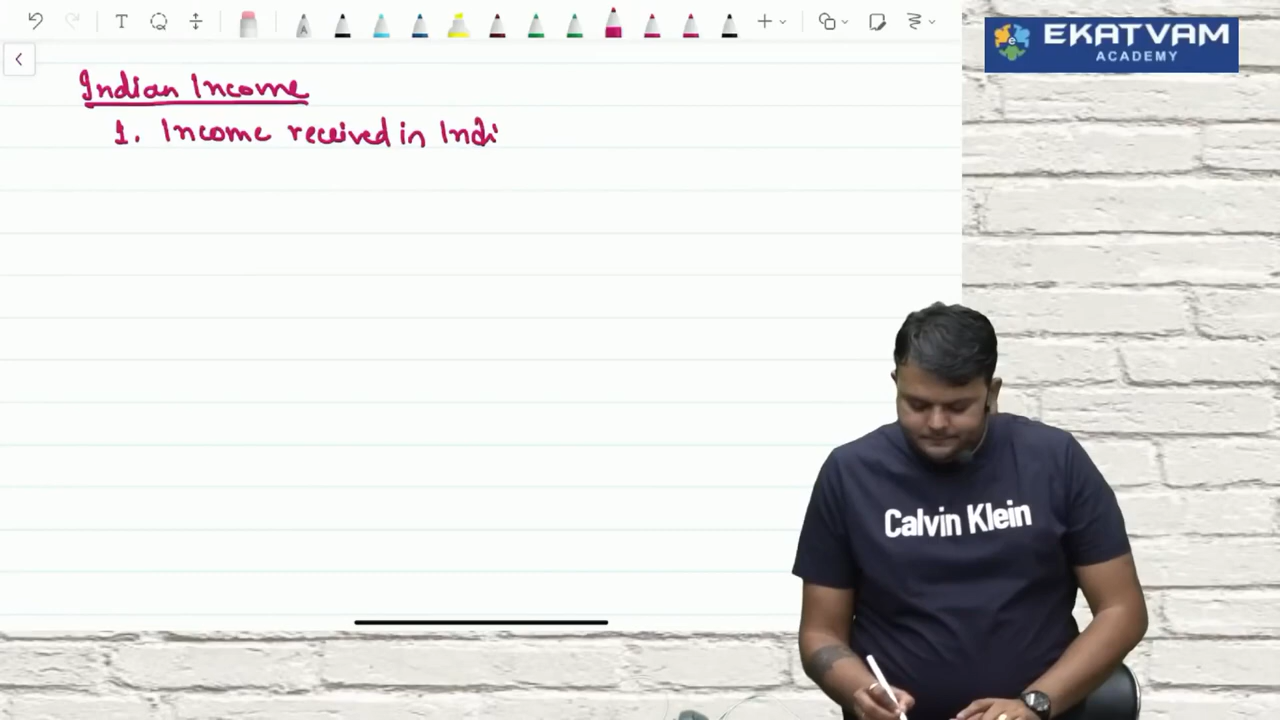 EKATVAM
ACADEMY
Indian Income
1. Income received in Indi
Calvin Klein